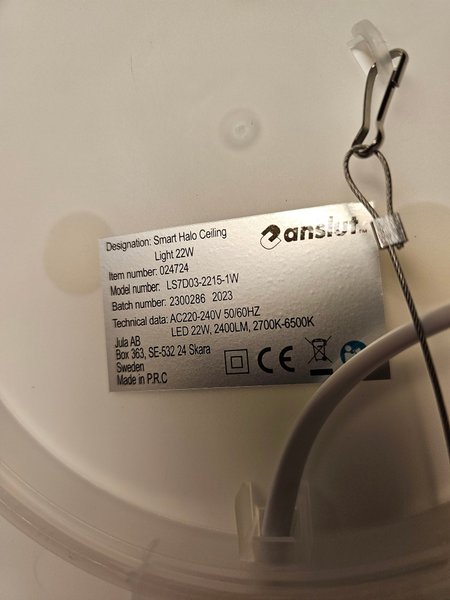 anslut
Designation: Smart Halo Ceiling
Light 22W
Item number: 024724
Model number: LS7D03-2215-1W
Batch number: 2300286 2023
Technical data: AC220-240V 50/60HZ
LED 22W, 2400LM, 2700K-6500K
Jula AB
Box 363, SE-532 24 Skara
Sweden
Made in P.R.C
CE